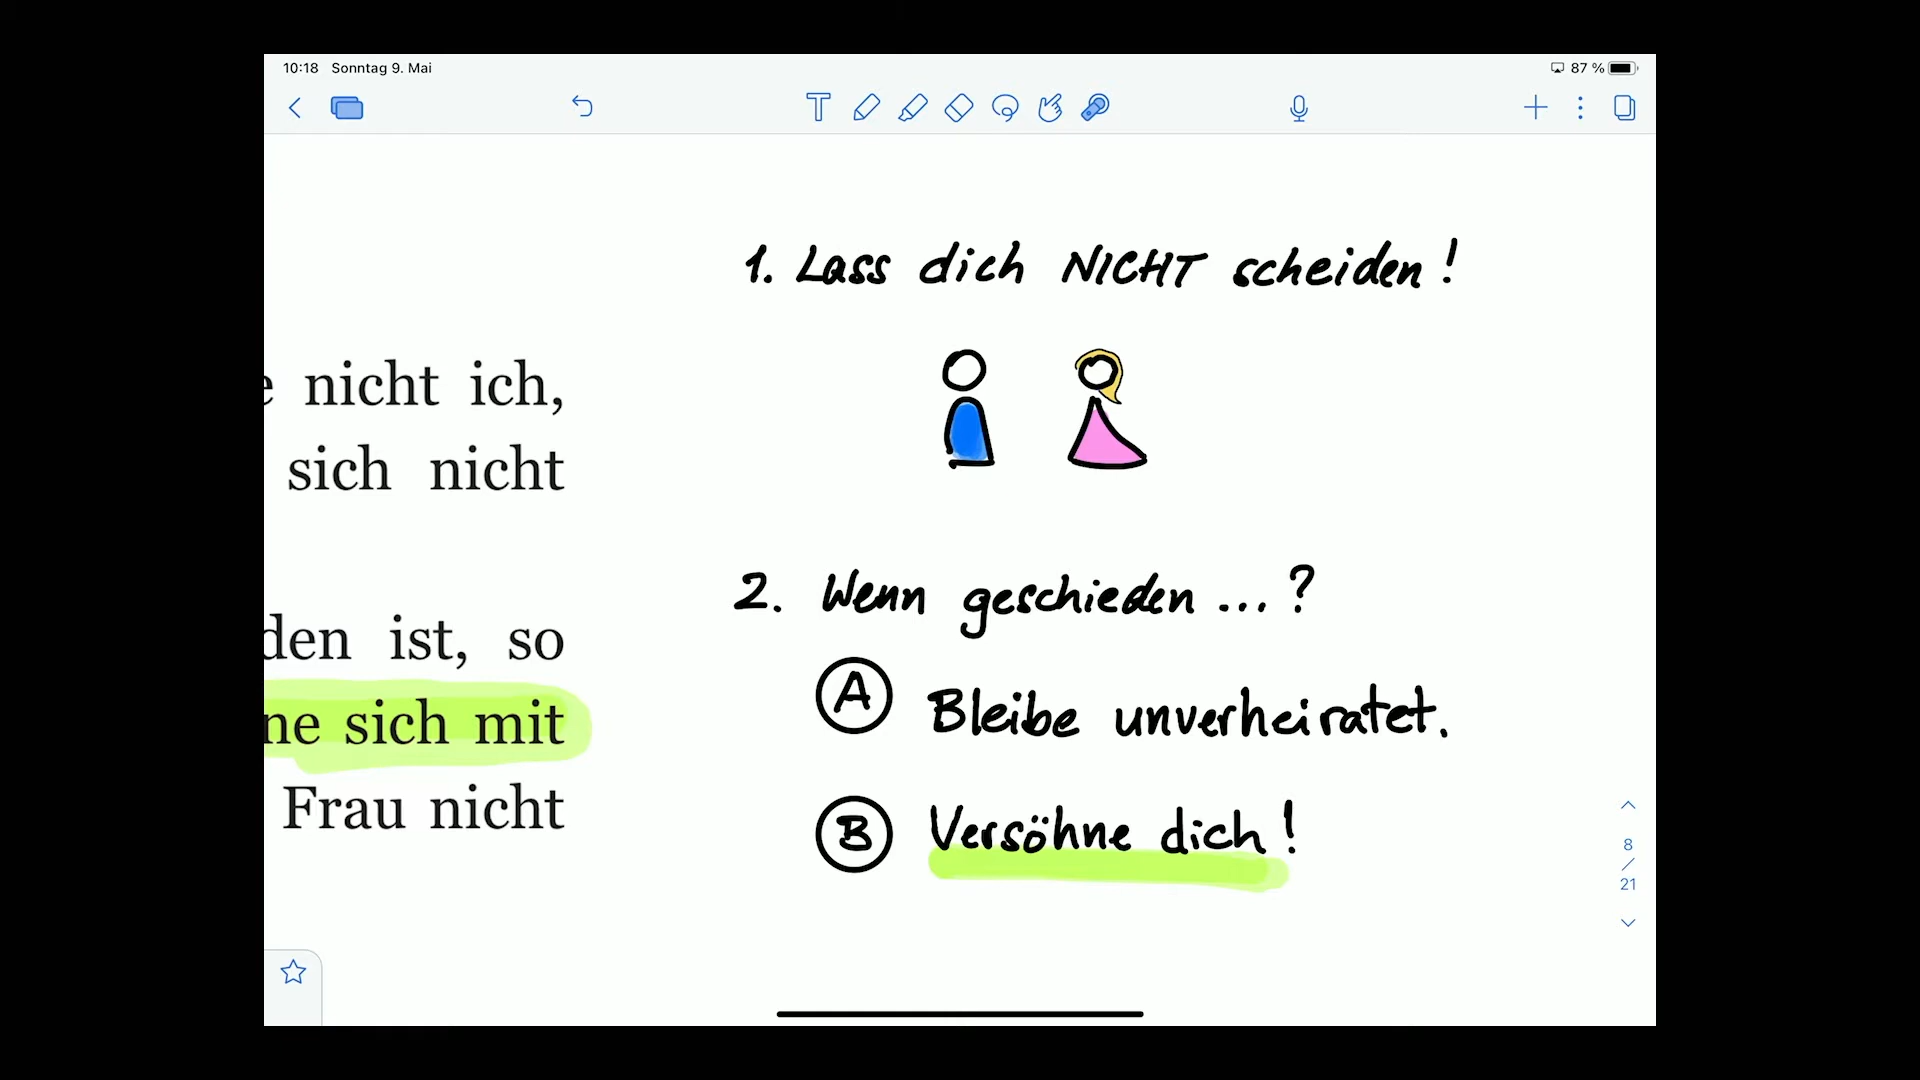 10:18 Sonntag 9. Mai
87 %
nicht ich,
sich nicht
den ist, so
ne sich mit
Frau nicht
1. Lass dich NICHT scheiden!
2. Wenn geschieden ...?
A Bleibe unverheiratet.
B Versöhne dich!
8
/
21